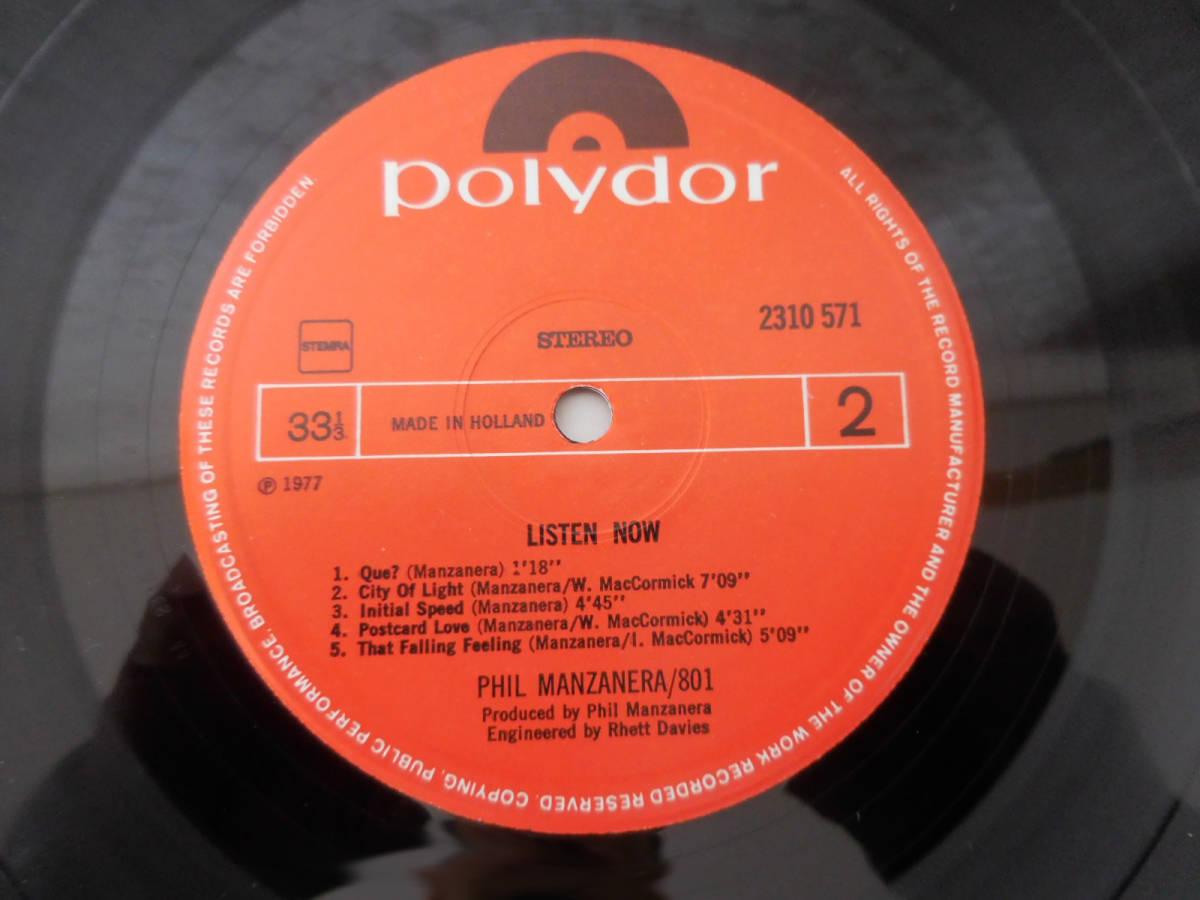 polydor
STEREO
2310 571
STEMRA
33 1/3
MADE IN HOLLAND
2
℗ 1977
LISTEN NOW
1. Que? (Manzanera) 1'18''
2. City Of Light (Manzanera/W. MacCormick 7'09''
3. Initial Speed (Manzanera) 4'45''
4. Postcard Love (Manzanera/W. MacCormick) 4'31''
5. That Falling Feeling (Manzanera/I. MacCormick) 5'09''
PHIL MANZANERA/801
Produced by Phil Manzanera
Engineered by Rhett Davies
ALL RIGHTS OF THE RECORD MANUFACTURER AND THE OWNER OF THE WORK RECORDED RESERVED. COPYING, PUBLIC PERFORMANCE, BROADCASTING OF THESE RECORDS ARE FORBIDDEN.